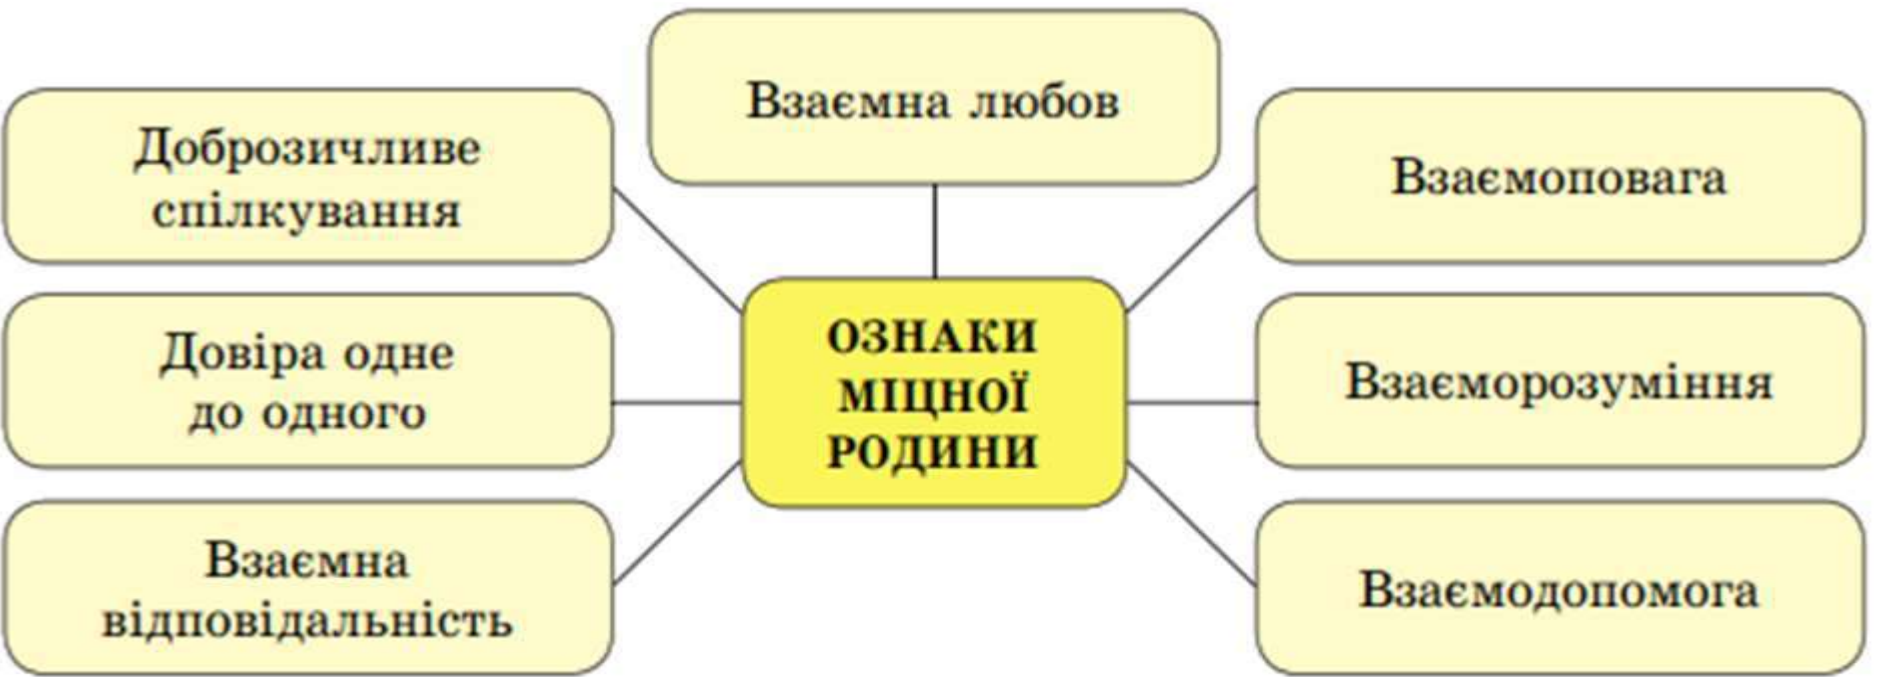 Взаємна любов
Доброзичливе
спілкування
Взаємоповага
ОЗНАКИ
МІЦНОЇ
РОДИНИ
Довіра одне
до одного
Взаєморозуміння
Взаємна
відповідальність
Взаємодопомога